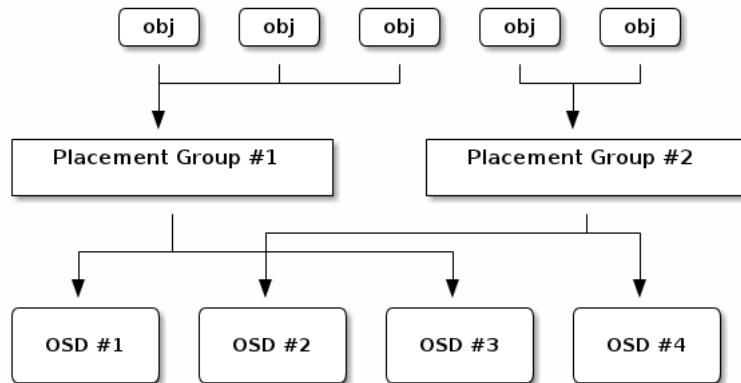 obj
obj
obj
obj
obj
Placement Group #1
Placement Group #2
OSD #1
OSD #2
OSD #3
OSD #4